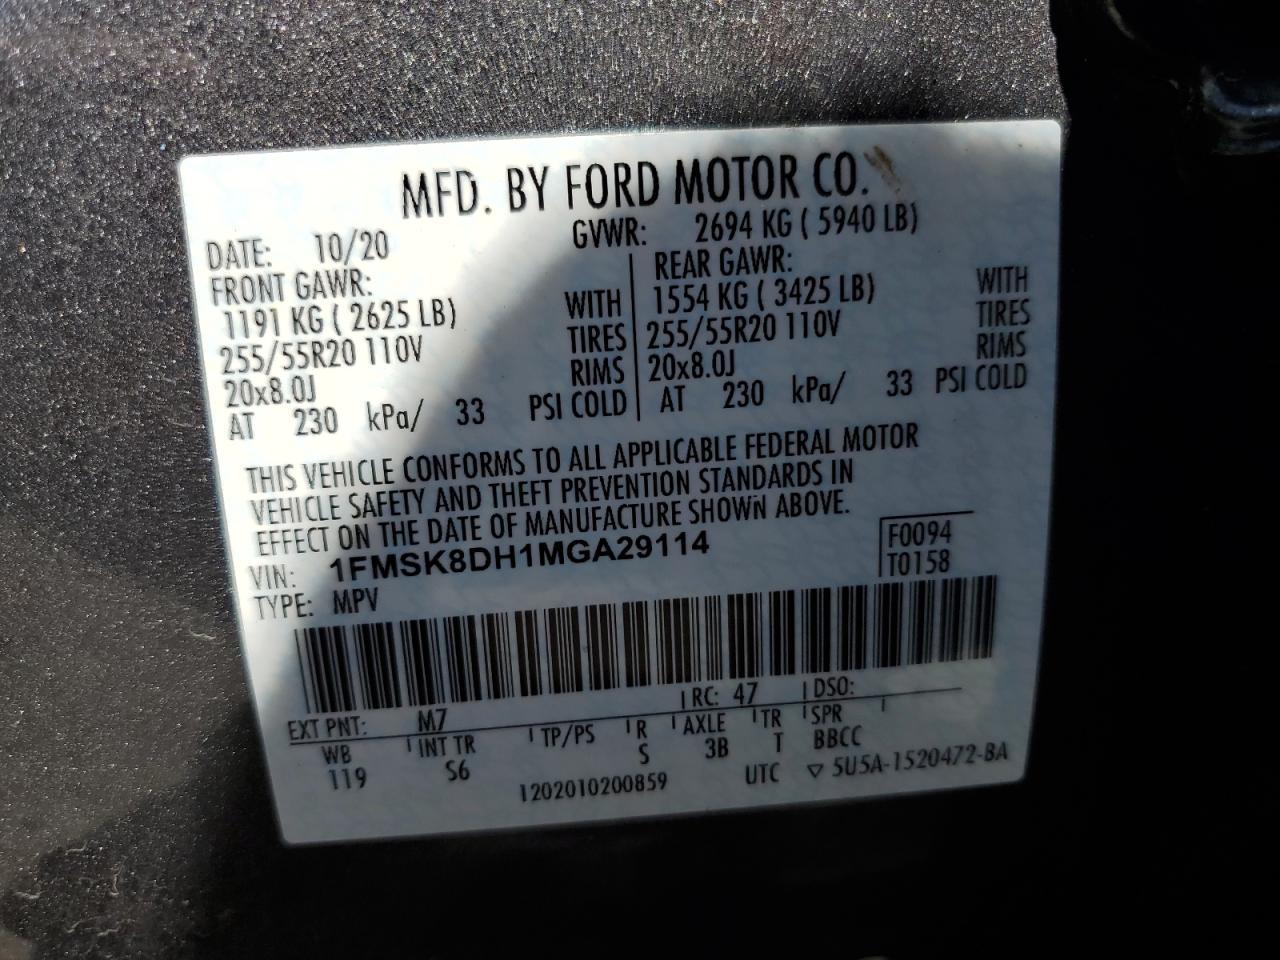 MFD. BY FORD MOTOR CO.
DATE: 10/20 GVWR: 2694 KG ( 5940 LB)
FRONT GAWR: REAR GAWR:
1191 KG ( 2625 LB) WITH 1554 KG ( 3425 LB) WITH
255/55R20 110V TIRES 255/55R20 110V TIRES
20x8.0J RIMS 20x8.0J RIMS
AT 230 kPa/ 33 PSI COLD AT 230 kPa/ 33 PSI COLD
THIS VEHICLE CONFORMS TO ALL APPLICABLE FEDERAL MOTOR
VEHICLE SAFETY AND THEFT PREVENTION STANDARDS IN
EFFECT ON THE DATE OF MANUFACTURE SHOWN ABOVE.
VIN: 1FMSK8DH1MGA29114 F0094
TYPE: MPV T0158
EXT PNT: M7 RC: 47 DSO:
WB INT TR TP/PS R AXLE TR SPR
119 S6 S 3B T BBCC
1202010200859 UTC ▽ 5U5A-1520472-BA